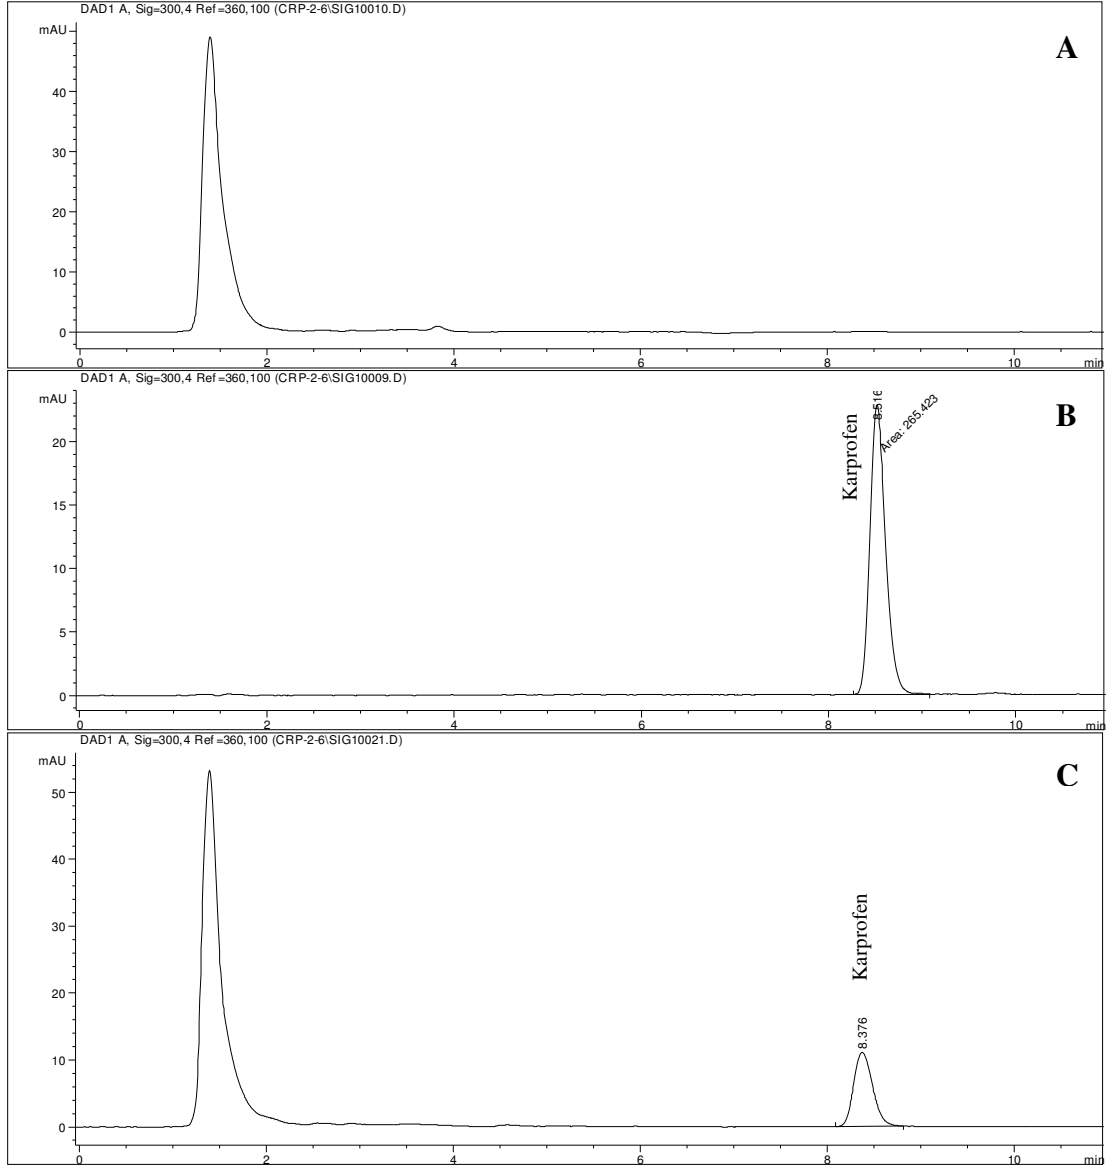 DAD1 A, Sig=300,4 Ref=360,100 (CRP-2-6\SIG10010.D)
mAU
A
40
30
20
10
0
0 2 4 6 8 10 min
DAD1 A, Sig=300,4 Ref=360,100 (CRP-2-6\SIG10009.D)
mAU
B
8.516
Area: 265.423
Karprofen
20
15
10
5
0
0 2 4 6 8 10 min
DAD1 A, Sig=300,4 Ref=360,100 (CRP-2-6\SIG10021.D)
mAU
C
50
40
30
20
10
0
Karprofen
8.376
0 2 4 6 8 10 min